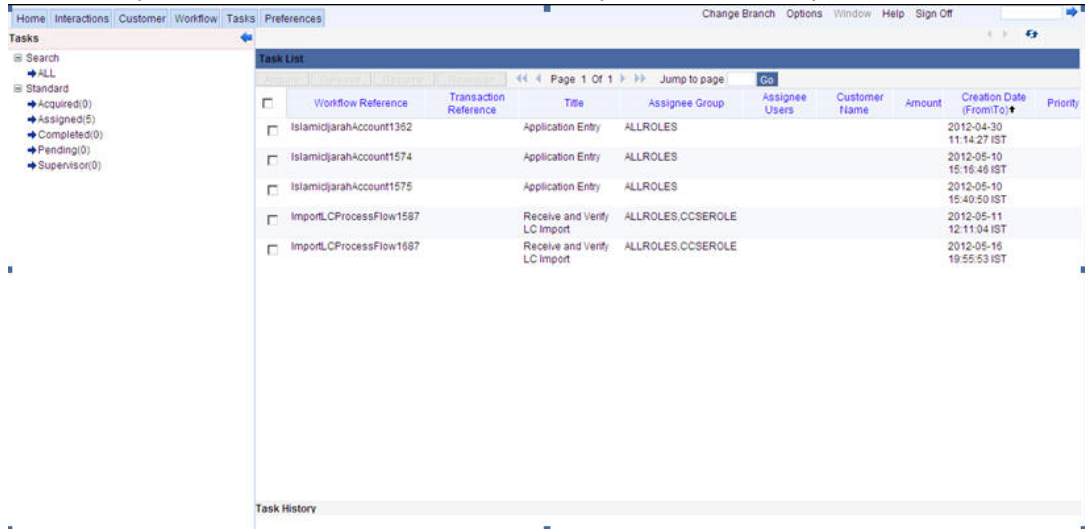 Home Interactions Customer Workflow Tasks Preferences
Change Branch Options Window Help Sign Off
Tasks
Search
ALL
Standard
Acquired(0)
Assigned(5)
Completed(0)
Pending(0)
Supervisor(0)
Task List
Page 1 Of 1 Jump to page Go
Workflow Reference Transaction Reference Title Assignee Group Assignee Users Customer Name Amount Creation Date (From\To) Priority
IslamicIjarahAccount1362 Application Entry ALLROLES 2012-04-30 11:14:27 IST
IslamicIjarahAccount1574 Application Entry ALLROLES 2012-05-10 15:16:46 IST
IslamicIjarahAccount1575 Application Entry ALLROLES 2012-05-10 15:40:50 IST
ImportLCProcessFlow1587 Receive and Verify LC Import ALLROLES,CCSEROLE 2012-05-11 12:11:04 IST
ImportLCProcessFlow1687 Receive and Verify LC Import ALLROLES,CCSEROLE 2012-05-16 19:55:53 IST
Task History